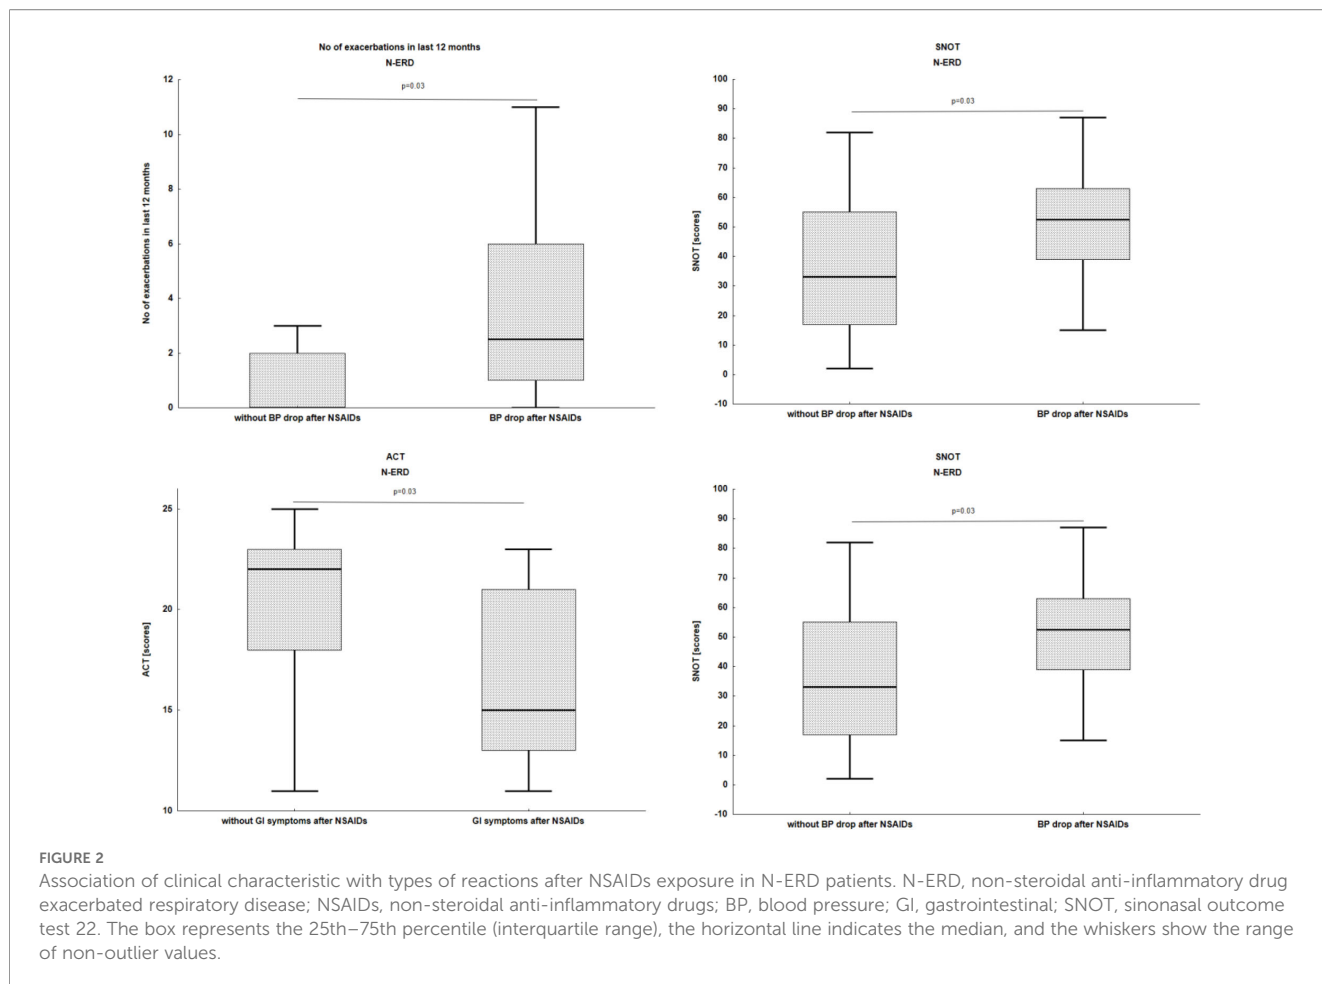 No of exacerbations in last 12 months
N-ERD
p=0.03
No of exacerbations in last 12 months
12
10
8
6
4
2
0
without BP drop after NSAIDs
BP drop after NSAIDs
SNOT
N-ERD
p=0.03
SNOT [scores]
100
90
80
70
60
50
40
30
20
10
0
-10
without BP drop after NSAIDs
BP drop after NSAIDs
ACT
N-ERD
p=0.03
ACT [scores]
25
20
15
10
without GI symptoms after NSAIDs
GI symptoms after NSAIDs
SNOT
N-ERD
p=0.03
SNOT [scores]
100
90
80
70
60
50
40
30
20
10
0
-10
without BP drop after NSAIDs
BP drop after NSAIDs
FIGURE 2
Association of clinical characteristic with types of reactions after NSAIDs exposure in N-ERD patients. N-ERD, non-steroidal anti-inflammatory drug
exacerbated respiratory disease; NSAIDs, non-steroidal anti-inflammatory drugs; BP, blood pressure; GI, gastrointestinal; SNOT, sinonasal outcome
test 22. The box represents the 25th–75th percentile (interquartile range), the horizontal line indicates the median, and the whiskers show the range
of non-outlier values.